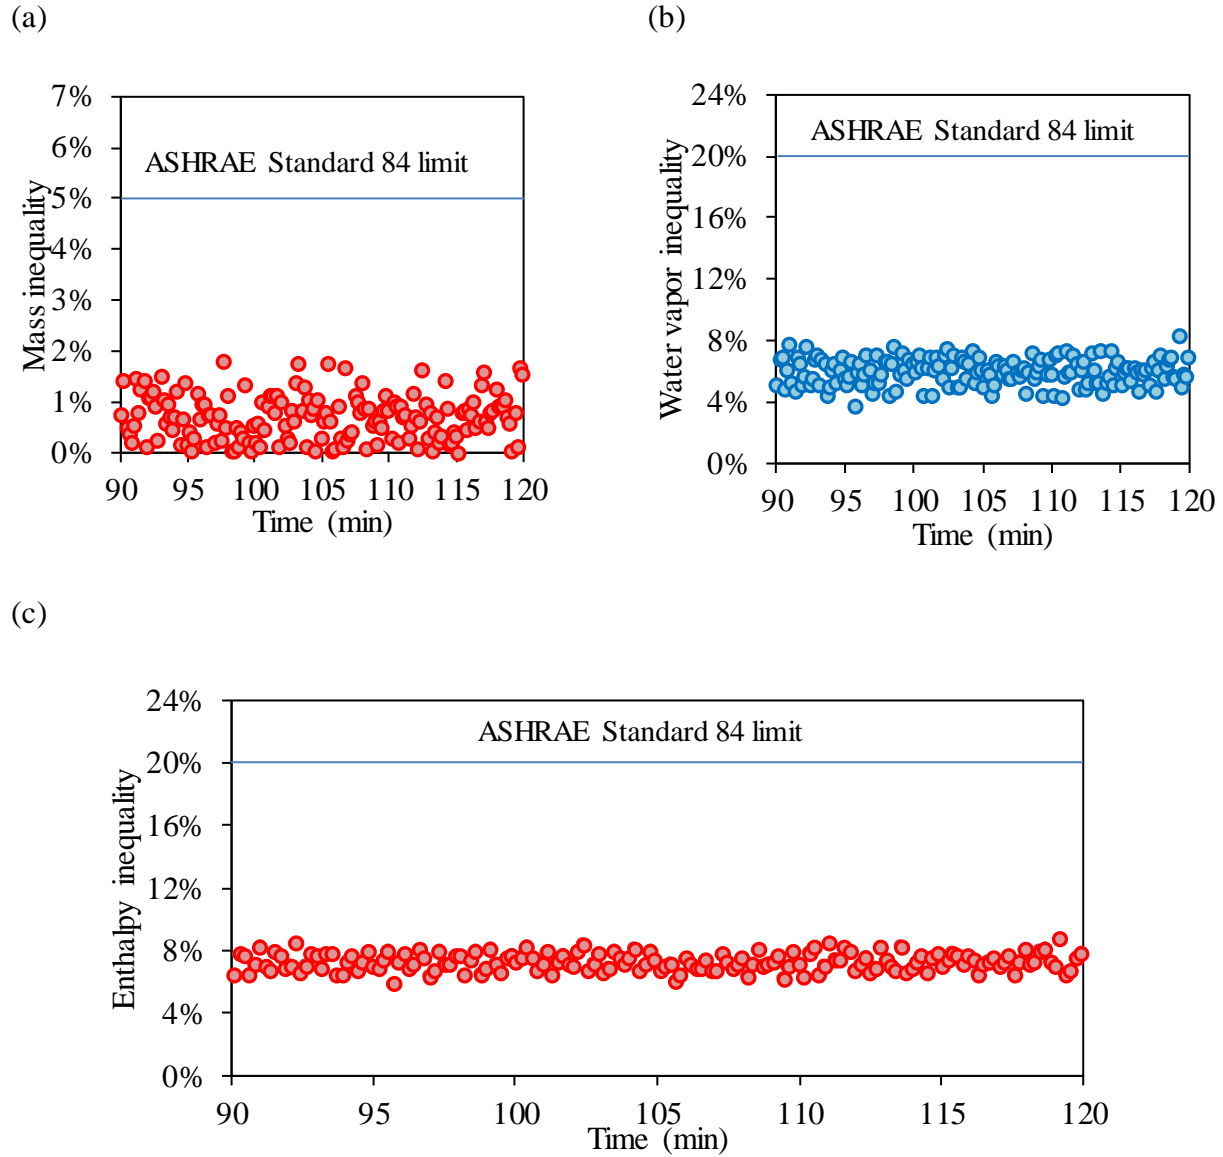 (a)
7%
6%
5%
4%
3%
2%
1%
0%
Mass inequality
ASHRAE Standard 84 limit
90 95 100 105 110 115 120
Time (min)
(b)
24%
20%
16%
12%
8%
4%
0%
Water vapor inequality
ASHRAE Standard 84 limit
90 95 100 105 110 115 120
Time (min)
(c)
24%
20%
16%
12%
8%
4%
0%
Enthalpy inequality
ASHRAE Standard 84 limit
90 95 100 105 110 115 120
Time (min)